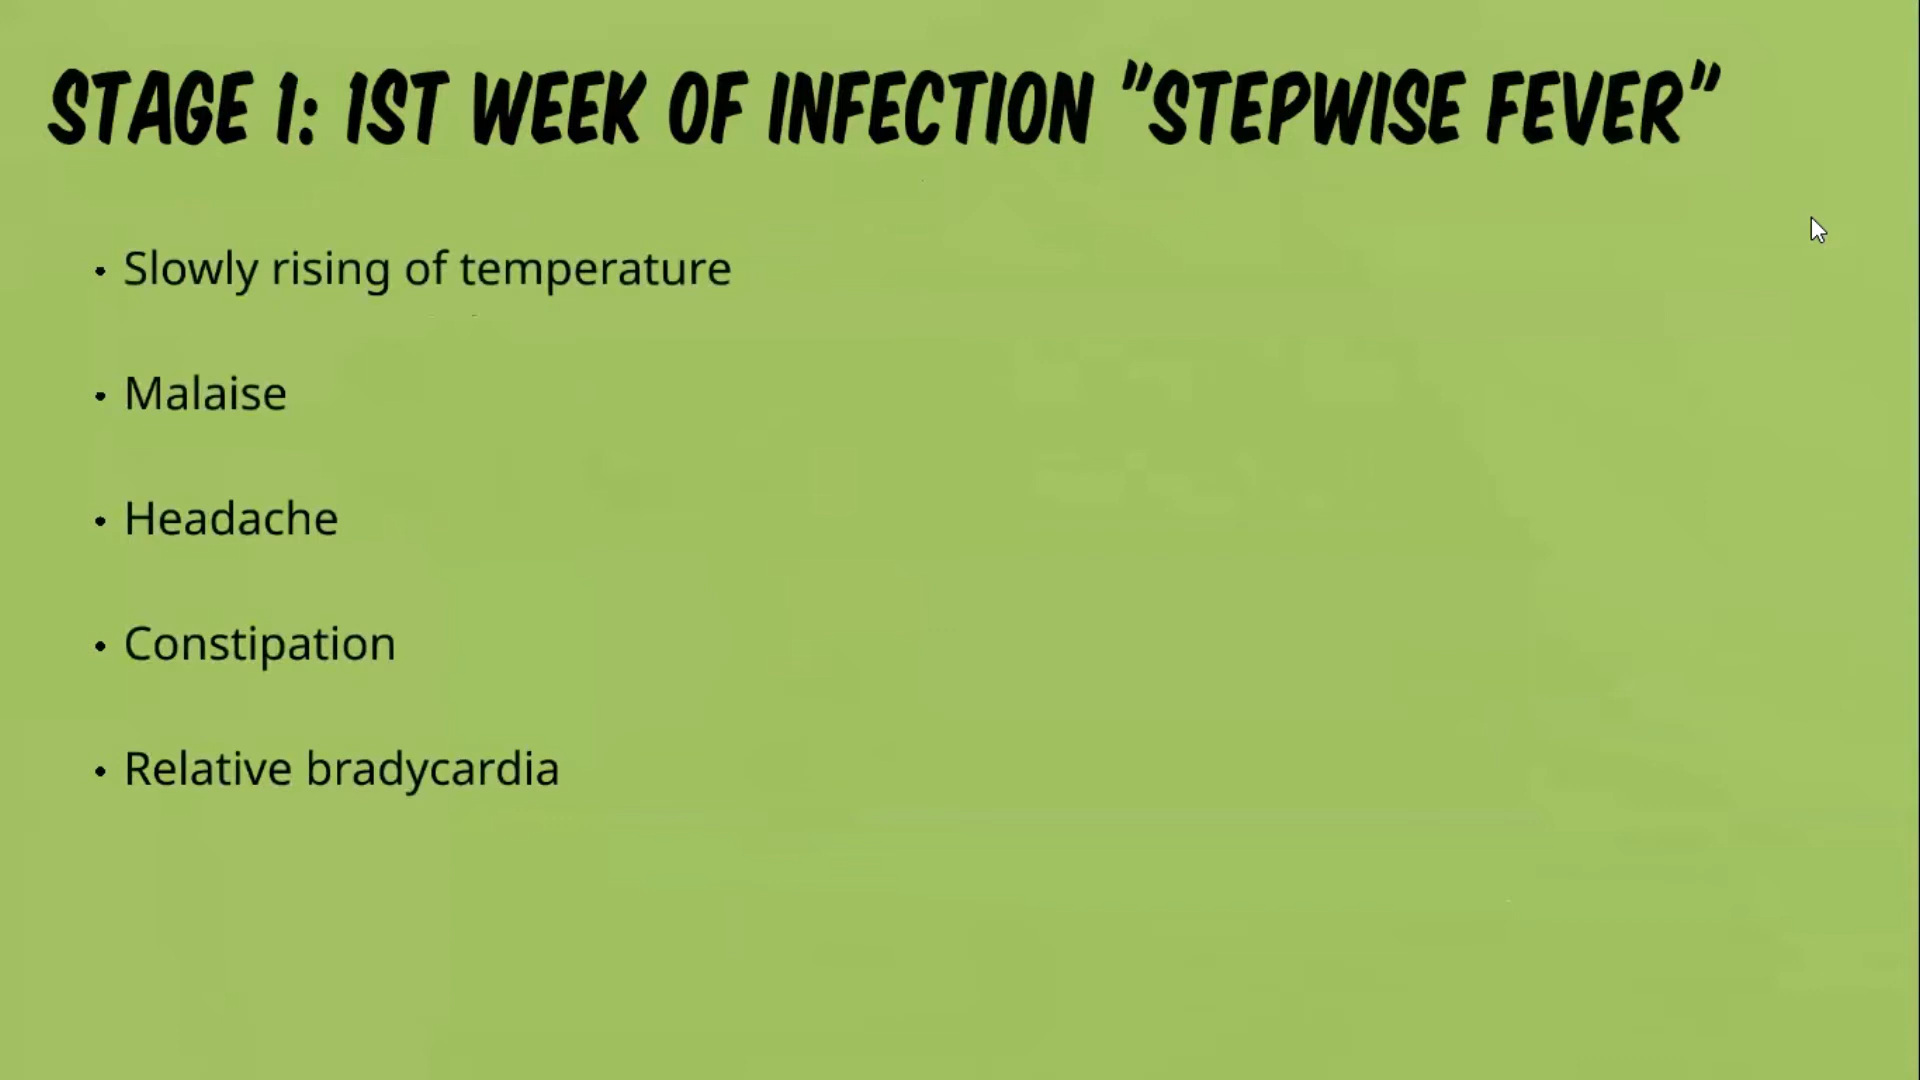 STAGE 1: 1ST WEEK OF INFECTION "STEPWISE FEVER"
• Slowly rising of temperature
• Malaise
• Headache
• Constipation
• Relative bradycardia